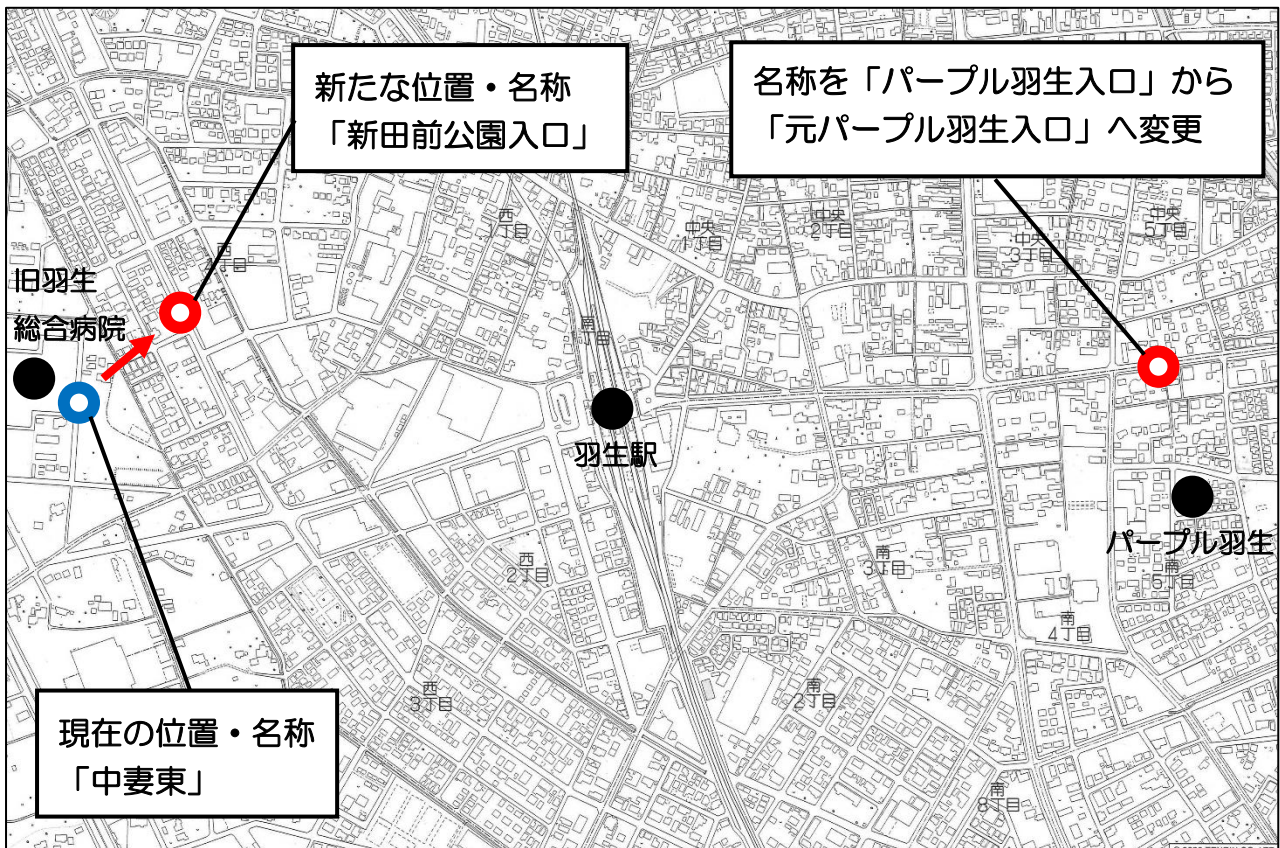 新たな位置・名称
「新田前公園入口」
名称を「パープル羽生入口」から
「元パープル羽生入口」へ変更
西
1丁目
中央
1丁目
中央
2丁目
中央
3丁目
中央
5丁目
旧羽生
総合病院
羽生駅
パープル羽生
西
2丁目
南
3丁目
南
5丁目
南
4丁目
西
3丁目
南
2丁目
南
8丁目
現在の位置・名称
「中妻東」